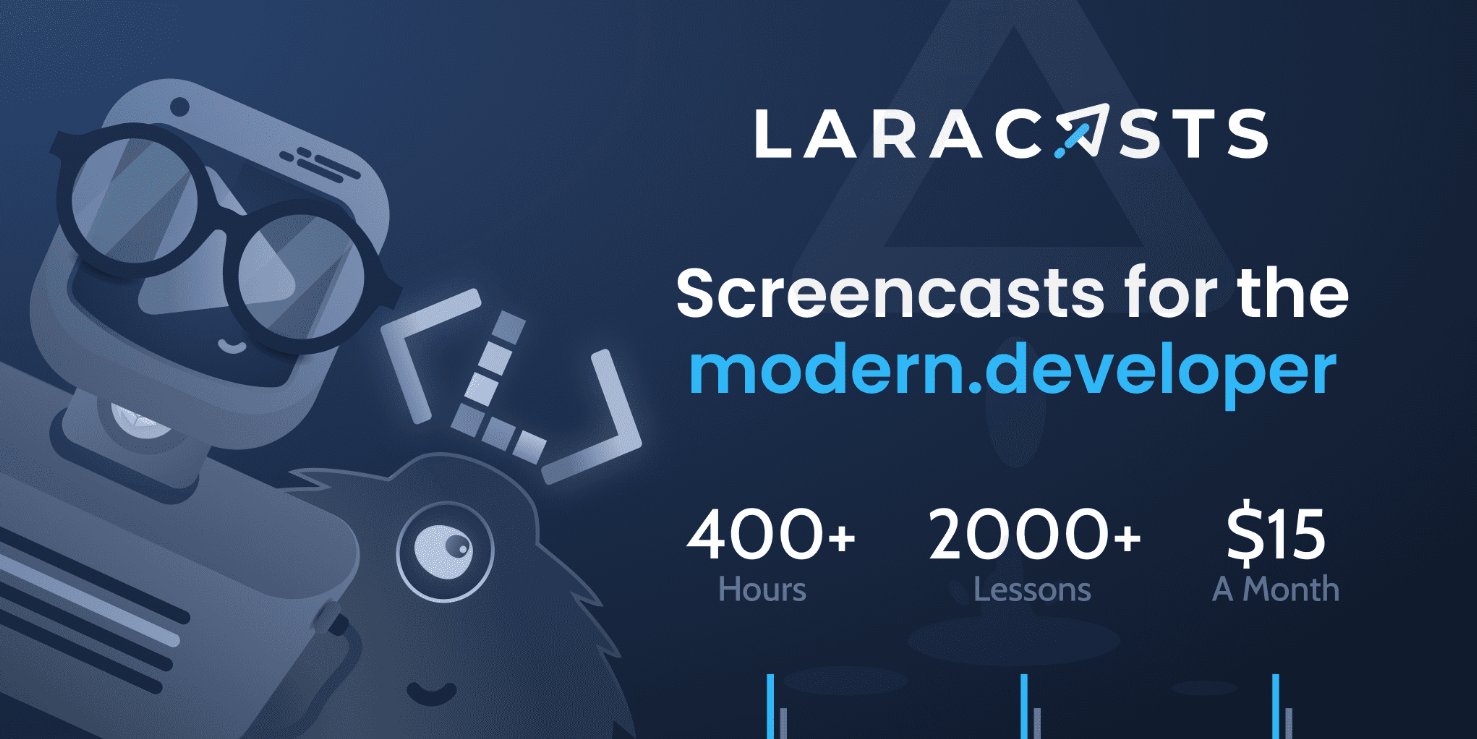 LARACASTS
Screencasts for the
modern.developer
400+ 2000+ $15
Hours Lessons A Month